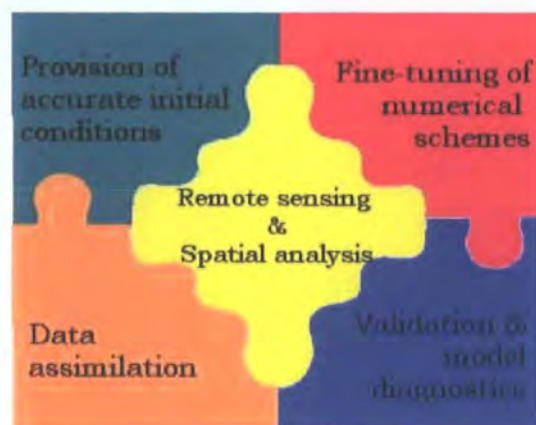 Provision of
accurate initial
conditions
Fine-tuning of
numerical
schemes
Remote sensing
&
Spatial analysis
Data
assimilation
Validation &
model
diagnostics